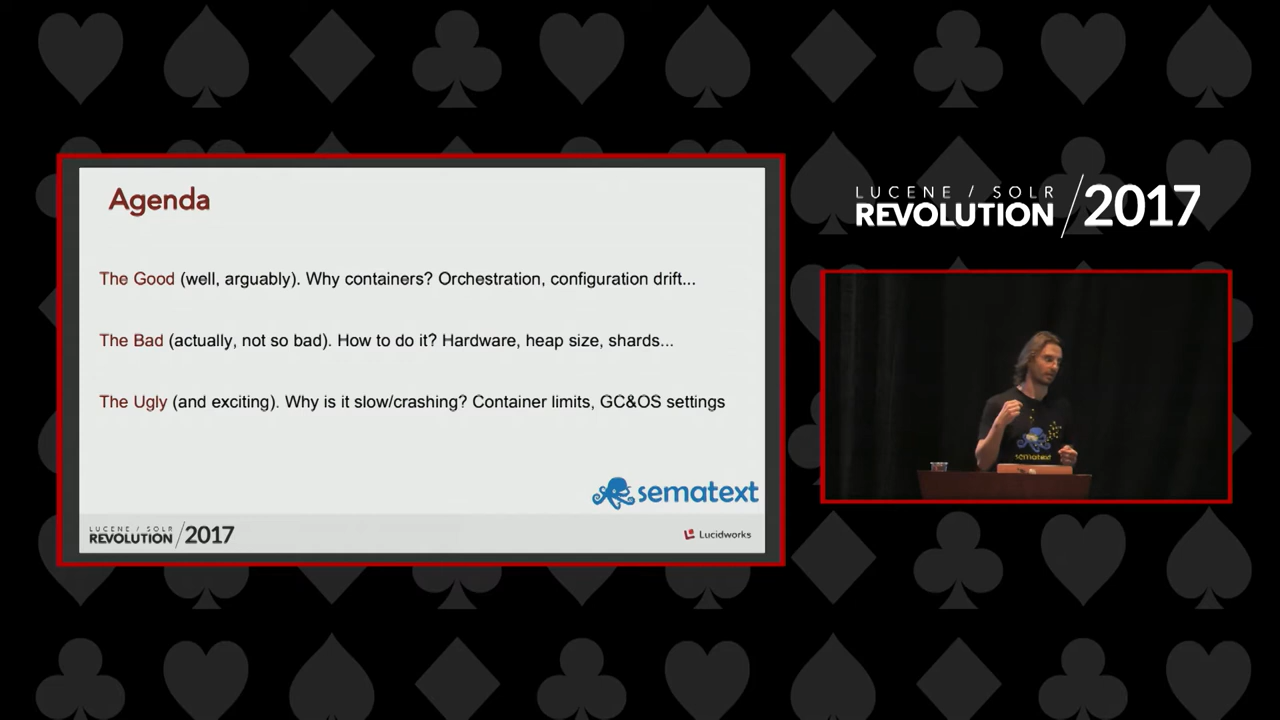 Agenda
The Good (well, arguably). Why containers? Orchestration, configuration drift...
The Bad (actually, not so bad). How to do it? Hardware, heap size, shards...
The Ugly (and exciting). Why is it slow/crashing? Container limits, GC&OS settings
sematext
LUCENE / SOLR
REVOLUTION /2017
Lucidworks
LUCENE / SOLR
REVOLUTION /2017
sematext